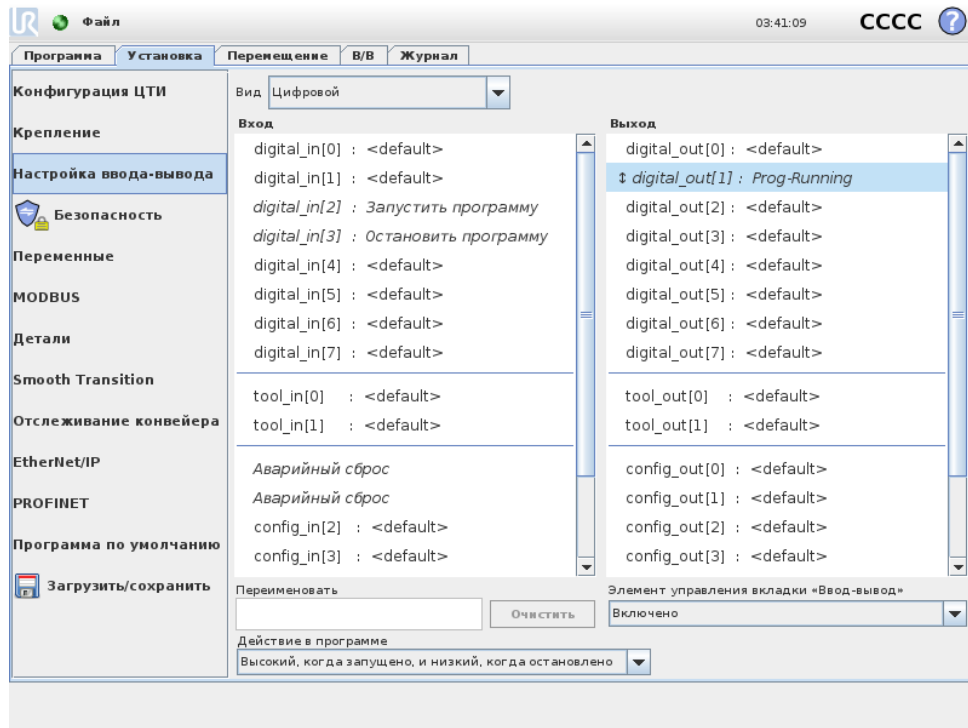 UR
Файл
03:41:09
CCCC
?
Программа
Установка
Перемещение
В/В
Журнал
Конфигурация ЦТИ
Крепление
Настройка ввода-вывода
Безопасность
Переменные
MODBUS
Детали
Smooth Transition
Отслеживание конвейера
EtherNet/IP
PROFINET
Программа по умолчанию
Загрузить/сохранить
Вид Цифровой
Вход
digital_in[0] : <default>
digital_in[1] : <default>
digital_in[2] : Запустить программу
digital_in[3] : Остановить программу
digital_in[4] : <default>
digital_in[5] : <default>
digital_in[6] : <default>
digital_in[7] : <default>
tool_in[0] : <default>
tool_in[1] : <default>
Аварийный сброс
Аварийный сброс
config_in[2] : <default>
config_in[3] : <default>
Выход
digital_out[0] : <default>
↕ digital_out[1] : Prog-Running
digital_out[2] : <default>
digital_out[3] : <default>
digital_out[4] : <default>
digital_out[5] : <default>
digital_out[6] : <default>
digital_out[7] : <default>
tool_out[0] : <default>
tool_out[1] : <default>
config_out[0] : <default>
config_out[1] : <default>
config_out[2] : <default>
config_out[3] : <default>
Переименовать
Очистить
Элемент управления вкладки «Ввод-вывод»
Включено
Действие в программе
Высокий, когда запущено, и низкий, когда остановлено